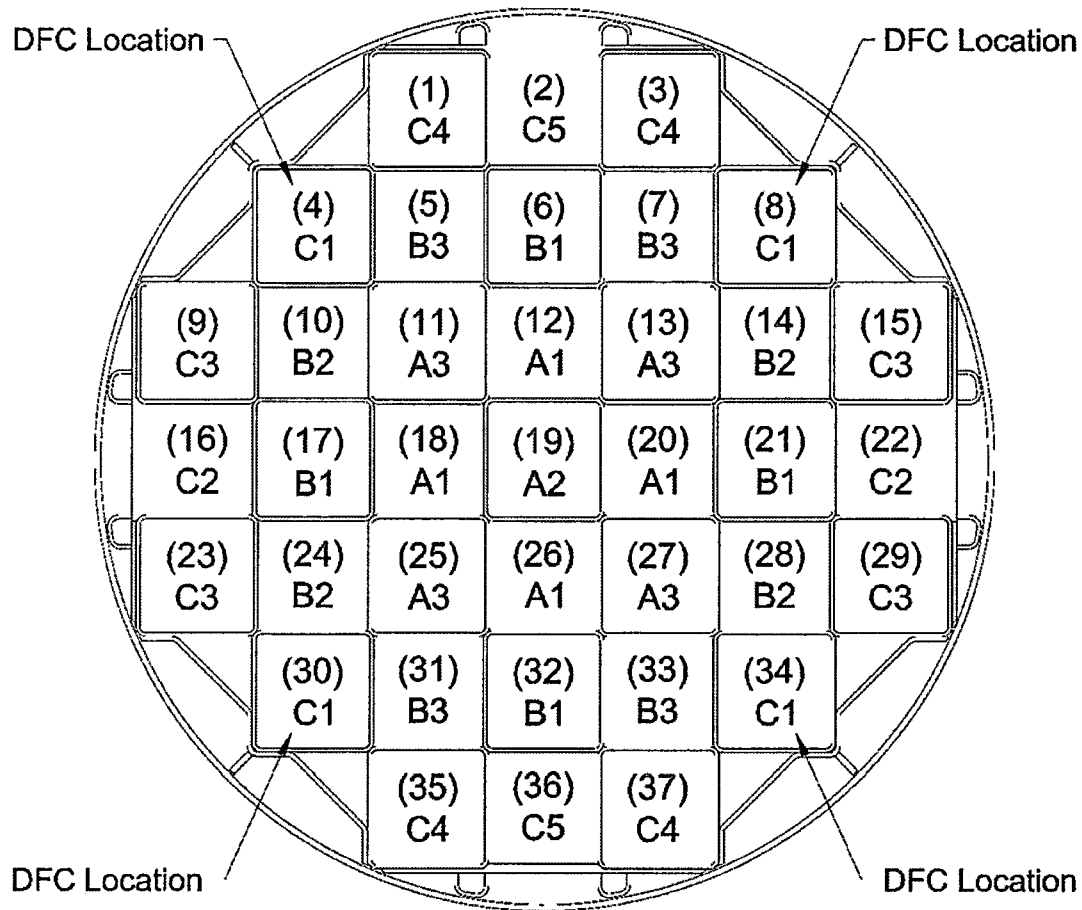 DFC Location
DFC Location
(1) (2) (3)
C4 C5 C4
(4) (5) (6) (7) (8)
C1 B3 B1 B3 C1
(9) (10) (11) (12) (13) (14) (15)
C3 B2 A3 A1 A3 B2 C3
(16) (17) (18) (19) (20) (21) (22)
C2 B1 A1 A2 A1 B1 C2
(23) (24) (25) (26) (27) (28) (29)
C3 B2 A3 A1 A3 B2 C3
(30) (31) (32) (33) (34)
C1 B3 B1 B3 C1
(35) (36) (37)
C4 C5 C4
DFC Location
DFC Location